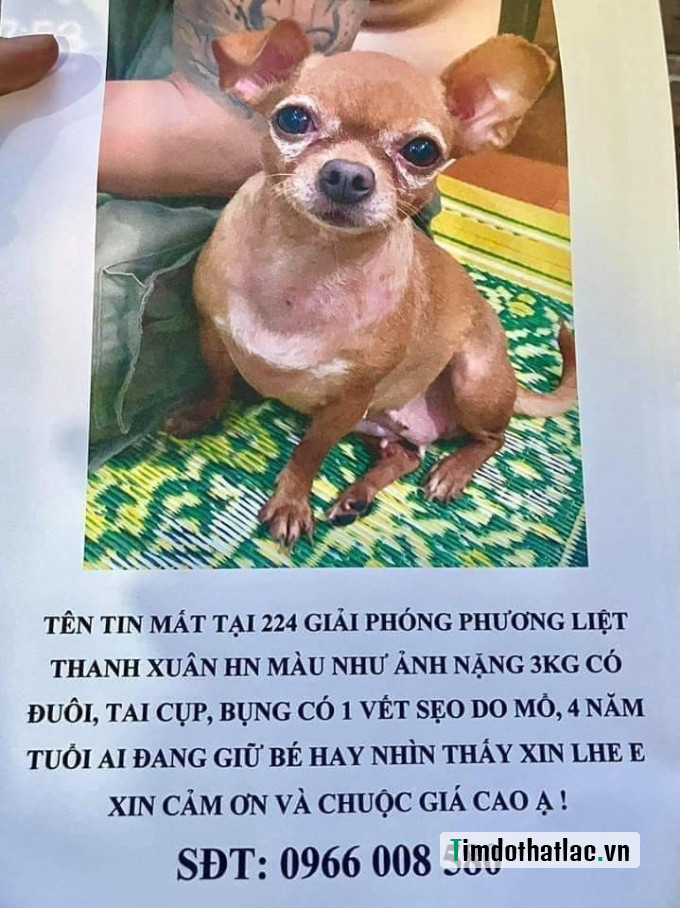 TÊN TIN MẤT TẠI 224 GIẢI PHÓNG PHƯƠNG LIỆT
THANH XUÂN HN MÀU NHƯ ẢNH NẶNG 3KG CÓ
ĐUÔI, TAI CỤP, BỤNG CÓ 1 VẾT SẸO DO MỔ, 4 NĂM
TUỔI AI ĐANG GIỮ BÉ HAY NHÌN THẤY XIN LHE E
XIN CẢM ƠN VÀ CHUỘC GIÁ CAO Ạ !
SĐT: 0966 008
Timdothatlac.vn